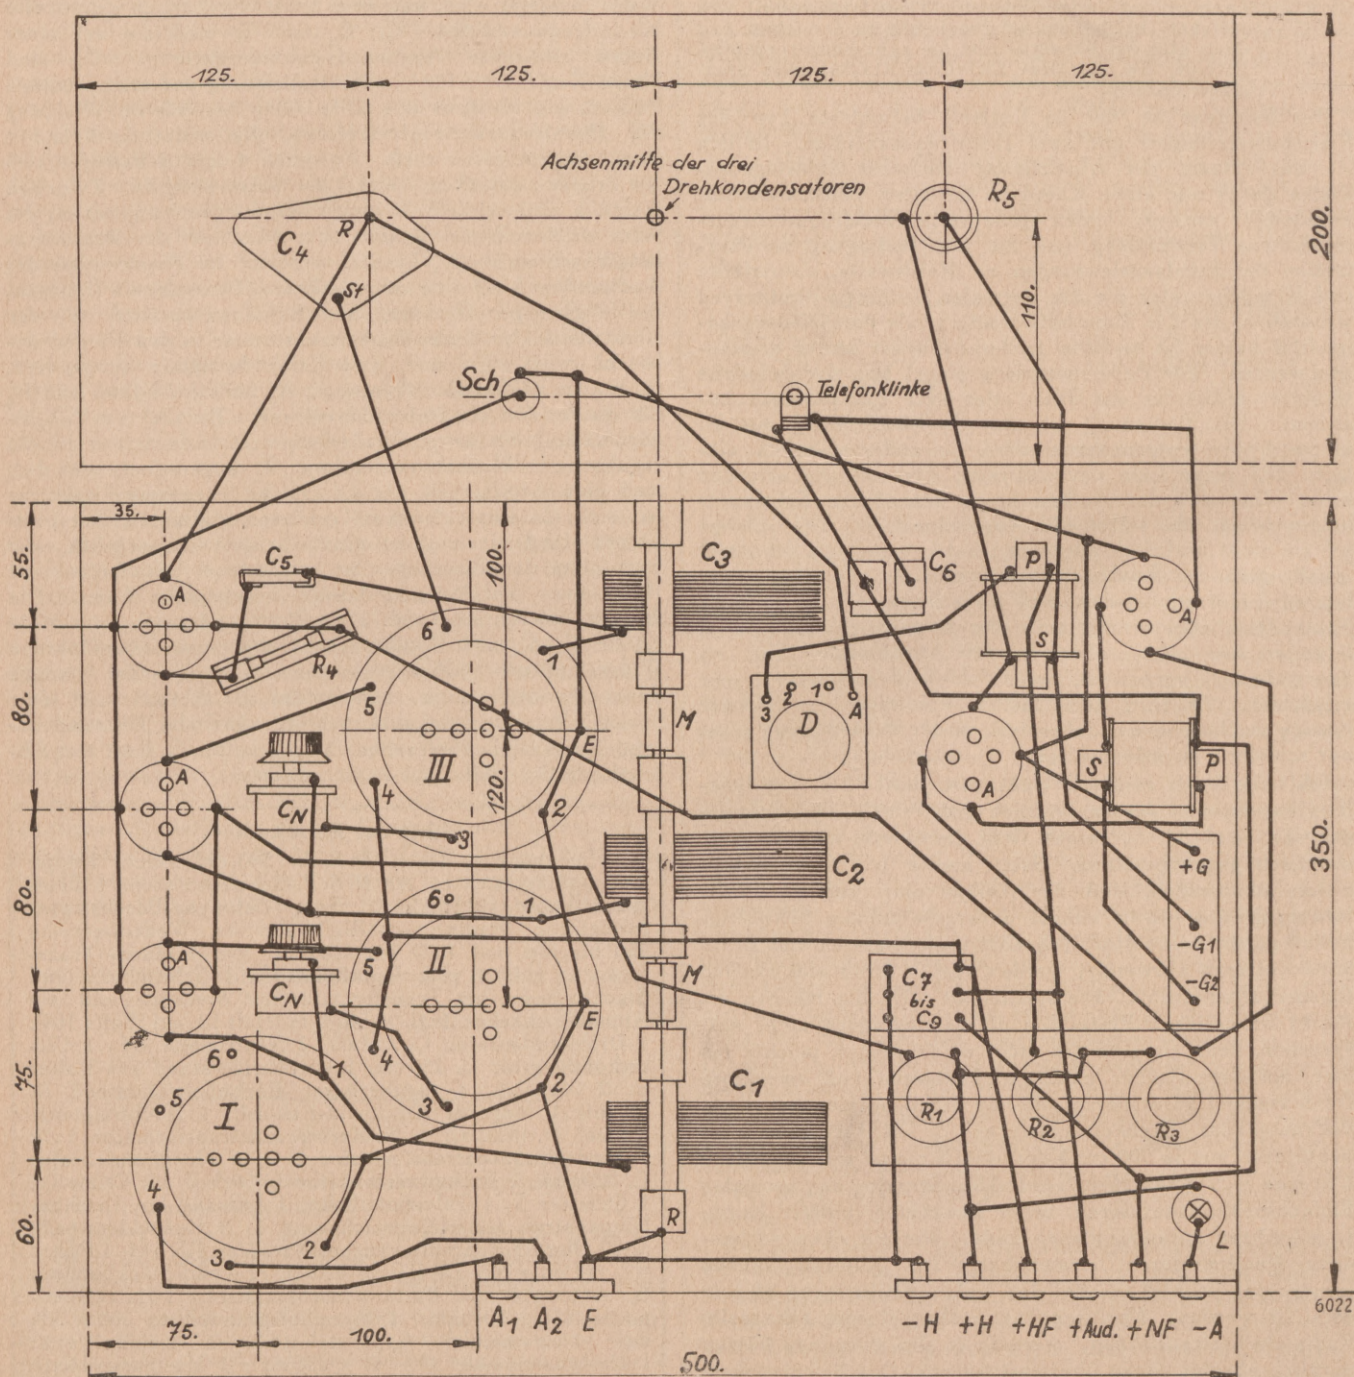 125.
125.
125.
125.
Achsenmitte der drei
Drehkondensatoren
R
C4
St
R5
200.
110.
Sch
Telefonklinke
35.
55.
C5
A
R4
100.
C3
C6
P
S
A
6
1
5
M
3
2
1
A
D
III
E
80.
A
CN
4
120.
2
3
A
S
P
C2
+G
80.
6
1
-G1
350.
A
5
II
M
C7
bis
C9
-G2
CN
E
4
6
1
2
3
C1
75.
5
I
R1
R2
R3
4
R
60.
3
2
L
A1
A2
E
-H
+H
+HF
+Aud.
+NF
-A
6022
75.
100.
500.